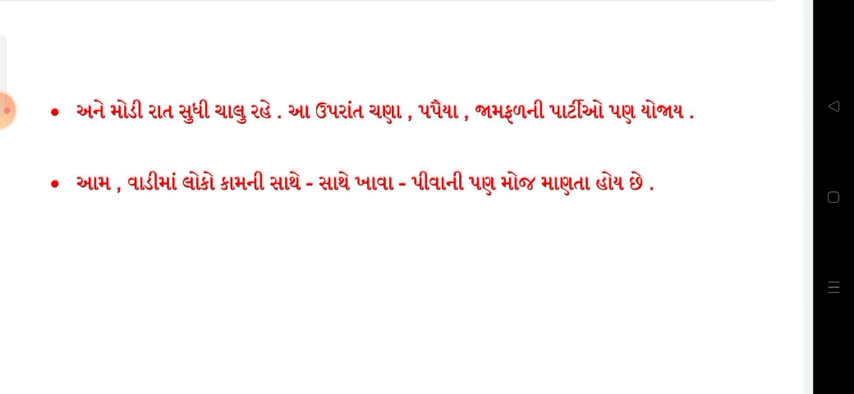 • અને મોડી રાત સુધી ચાલુ રહે . આ ઉપરાંત ચણા , પપૈયા , જામફળની પાર્ટીઓ પણ યોજાય .
• આમ , વાડીમાં લોકો કામની સાથે - સાથે ખાવા - પીવાની પણ મોજ માણતા હોય છે .